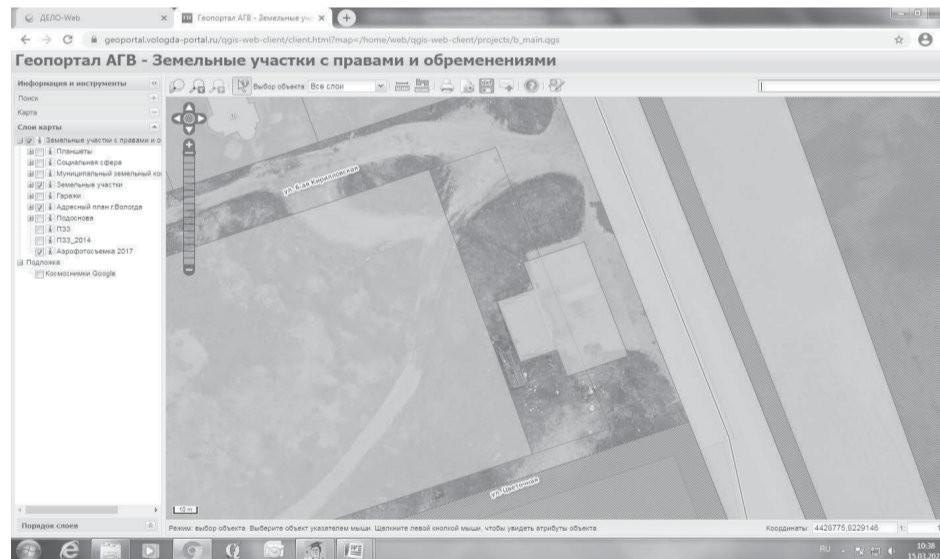 ДЕЛО-Web
Геопортал АГВ - Земельные уча
geoportal.vologda-portal.ru/qgis-web-client/client.html?map=/home/web/qgis-web-client/projects/b_main.qgs
Геопортал АГВ - Земельные участки с правами и обременениями
Информация и инструменты
Выбор объекта: Все слои
Поиск
Карта
Слои карты
Земельные участки с правами и о
Планшеты
Социальная сфера
Муниципальный земельный ко
Земельные участки
Гаражи
Адресный план г.Вологда
Подоснова
ПЗЗ
ПЗЗ_2014
Аэрофотосъемка 2017
Подложка
Космоснимки Google
ул. 6-ая Кирилловская
ул. Цветочная
10 m
Порядок слоев
Режим: выбор объекта. Выберите объект указателем мыши. Щелкните левой кнопкой мыши, чтобы увидеть атрибуты объекта.
Координаты: 4428775,8229146 1:
RU
10:38